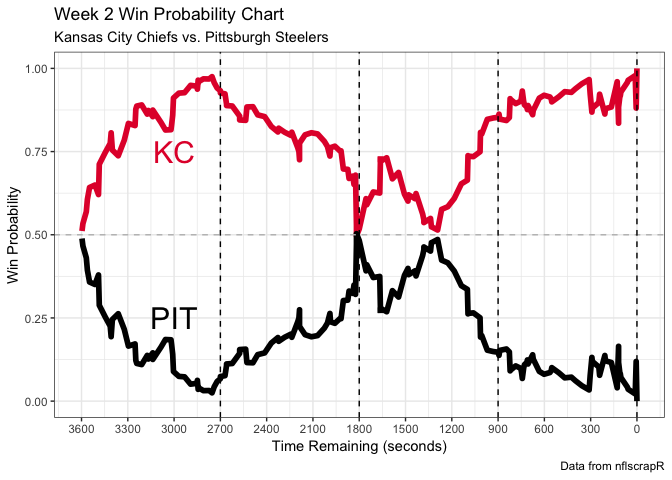 Week 2 Win Probability Chart
Kansas City Chiefs vs. Pittsburgh Steelers
1.00
0.75
0.50
0.25
0.00
Win Probability
KC
PIT
3600 3300 3000 2700 2400 2100 1800 1500 1200 900 600 300 0
Time Remaining (seconds)
Data from nflscrapR